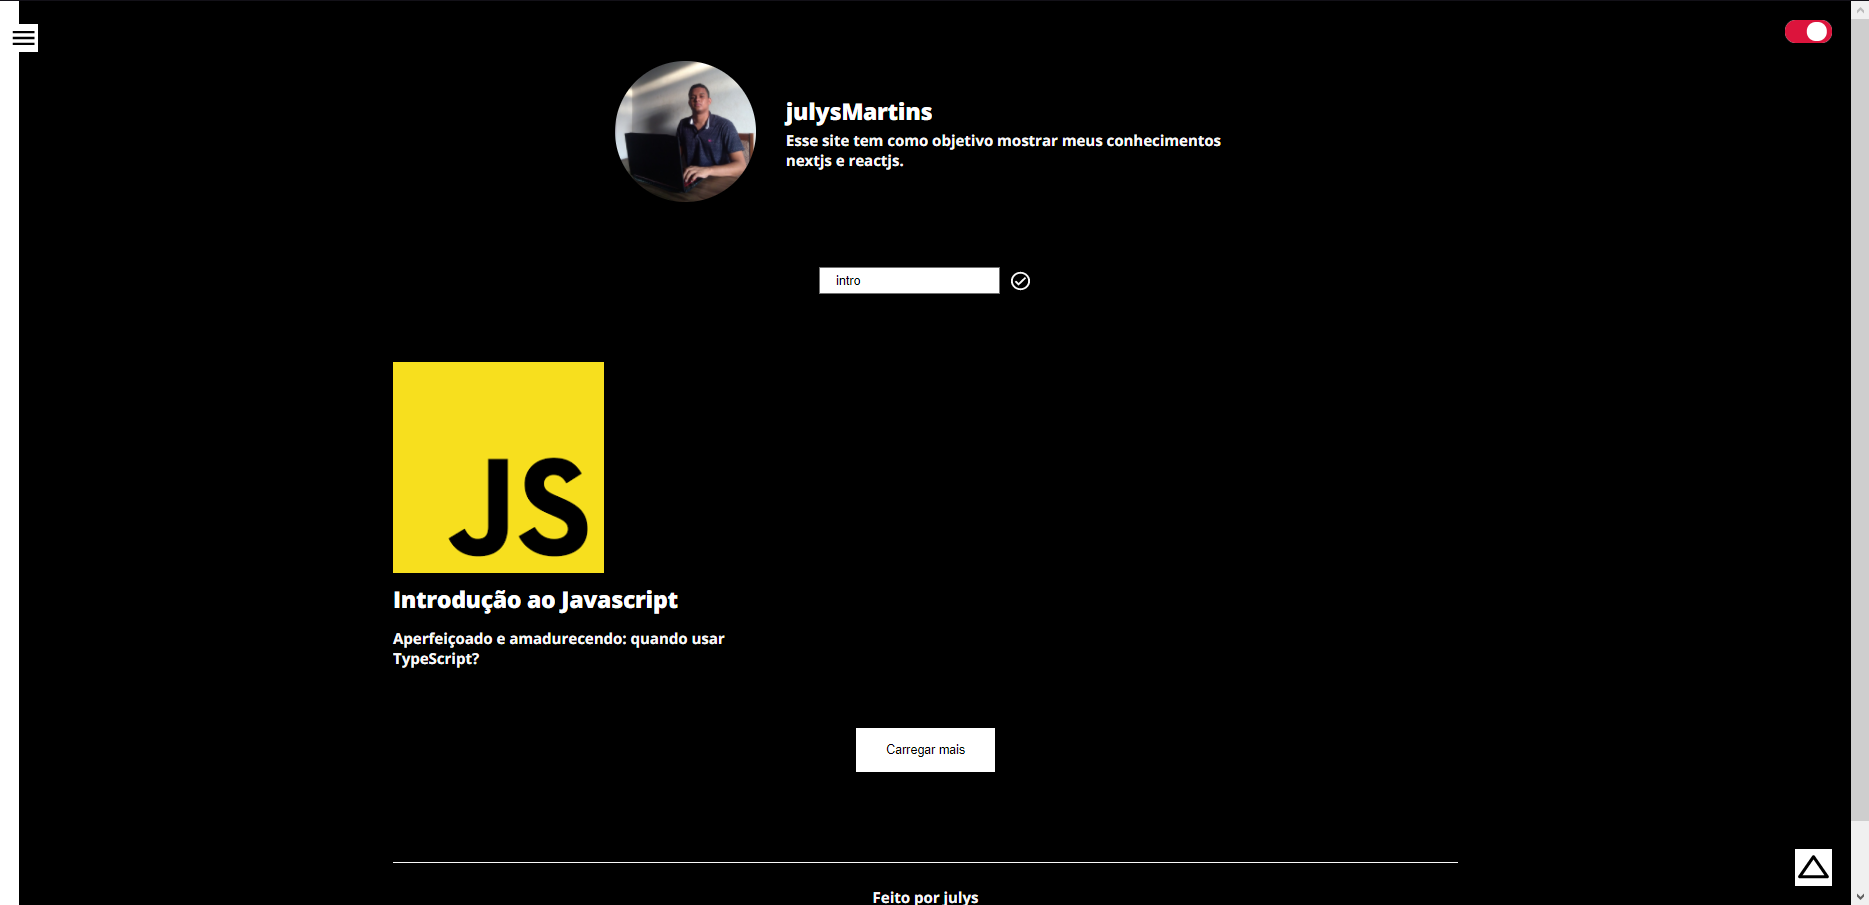 julysMartins
Esse site tem como objetivo mostrar meus conhecimentos
nextjs e reactjs.
intro
JS
Introdução ao Javascript
Aperfeiçoado e amadurecendo: quando usar
TypeScript?
Carregar mais
Feito por julys